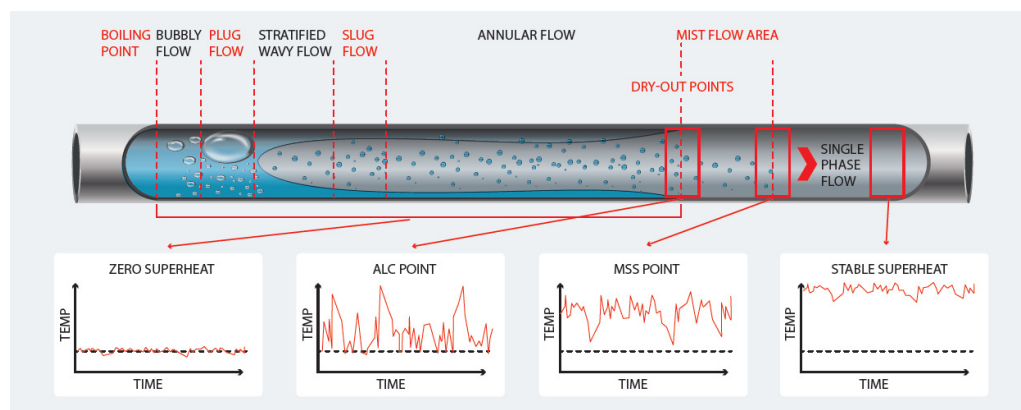 BOILING
POINT
BUBBLY
FLOW
PLUG
FLOW
STRATIFIED
WAVY FLOW
SLUG
FLOW
ANNULAR FLOW
MIST FLOW AREA
DRY-OUT POINTS
SINGLE
PHASE
FLOW
ZERO SUPERHEAT
TEMP
TIME
ALC POINT
TEMP
TIME
MSS POINT
TEMP
TIME
STABLE SUPERHEAT
TEMP
TIME